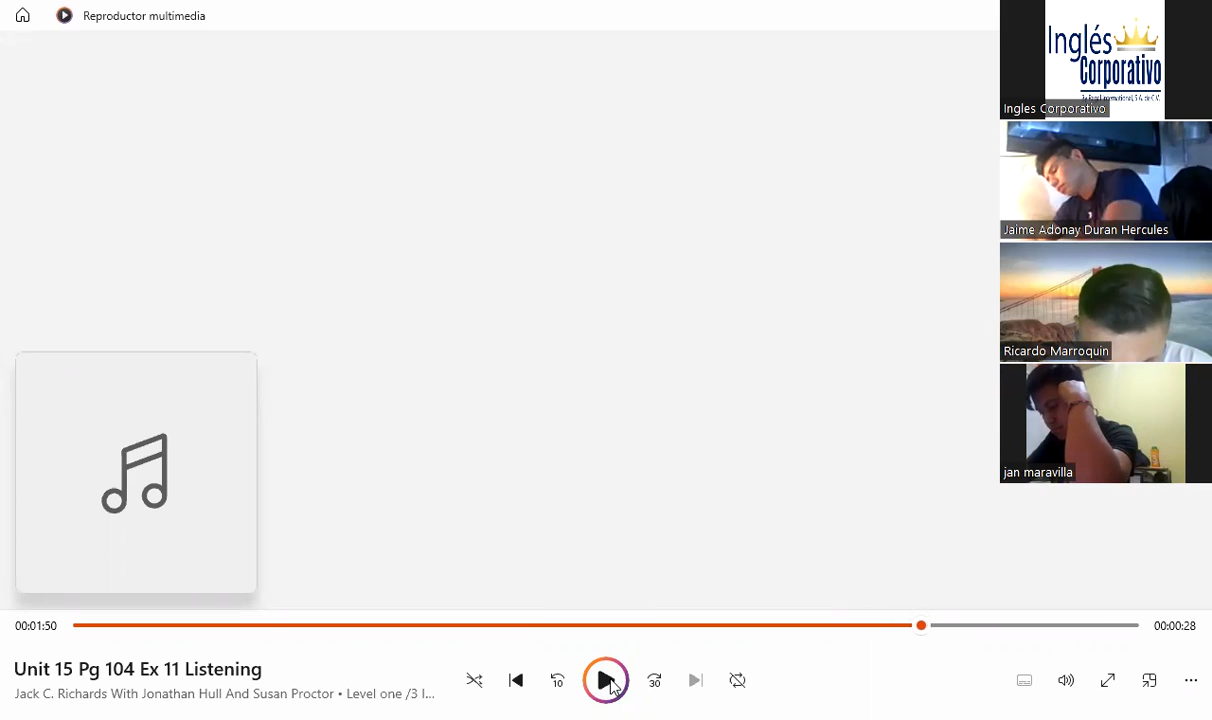 Reproductor multimedia
Inglés
Corporativo
Ingles Corporativo
Jaime Adonay Duran Hercules
Ricardo Marroquin
jan maravilla
00:01:50
00:00:28
Unit 15 Pg 104 Ex 11 Listening
Jack C. Richards With Jonathan Hull And Susan Proctor • Level one /3 I...
10
30